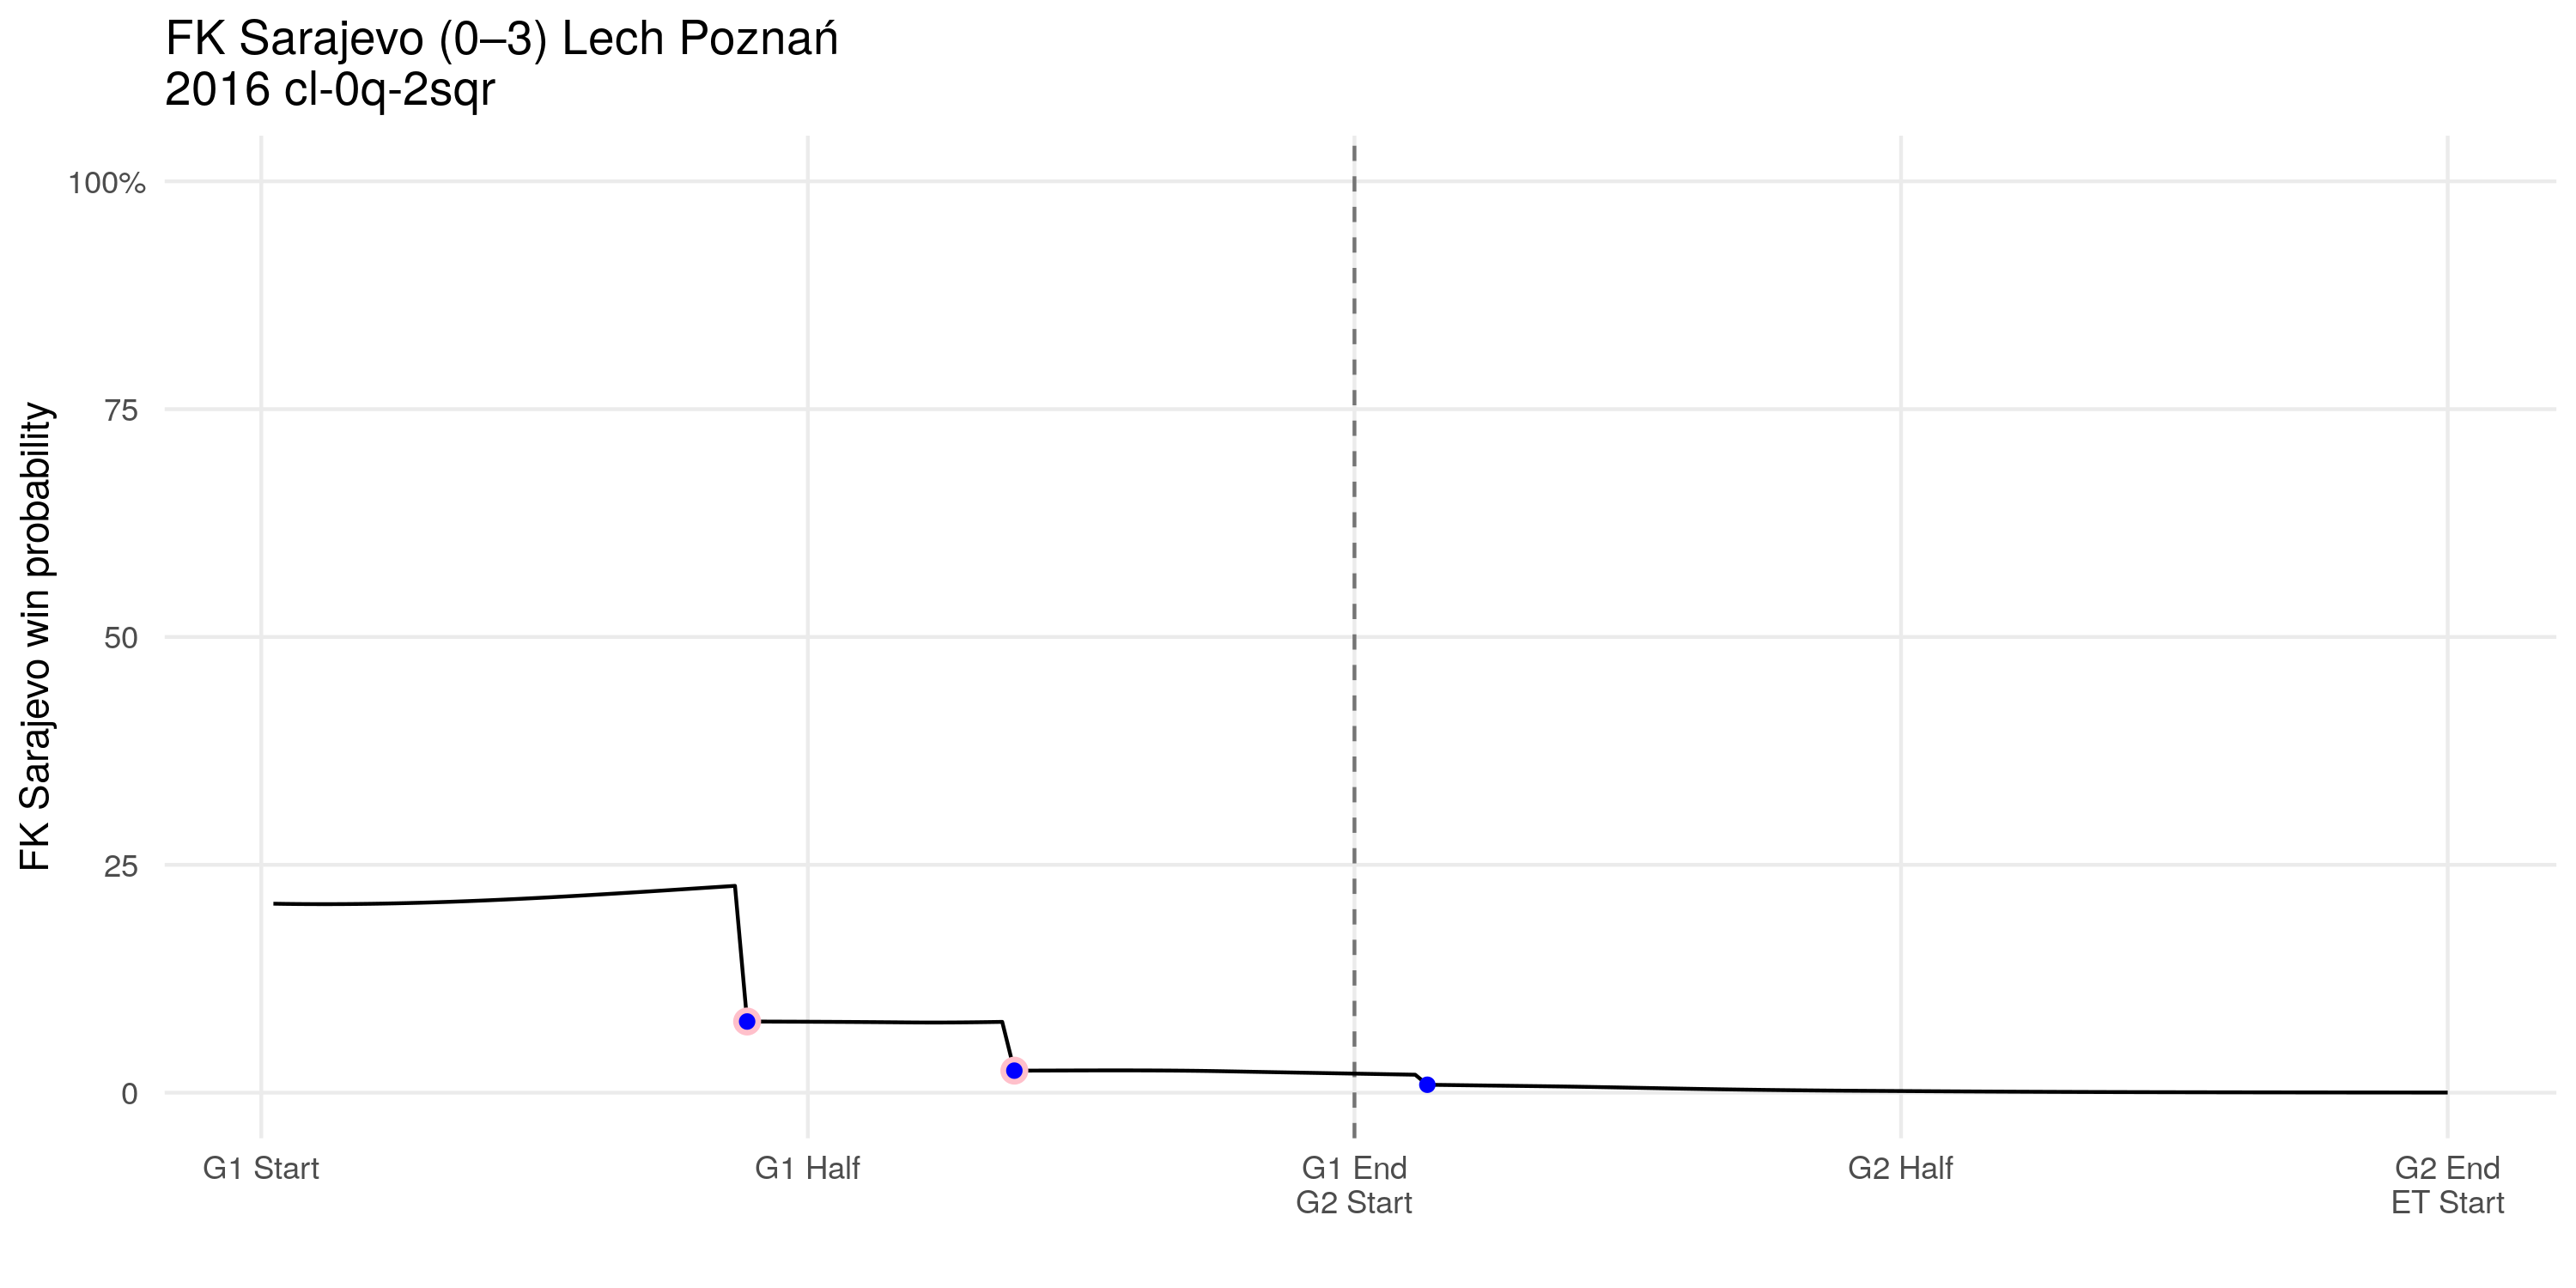 FK Sarajevo (0–3) Lech Poznań
2016 cl-0q-2sqr
FK Sarajevo win probability
100%
75
50
25
0
G1 Start
G1 Half
G1 End
G2 Start
G2 Half
G2 End
ET Start